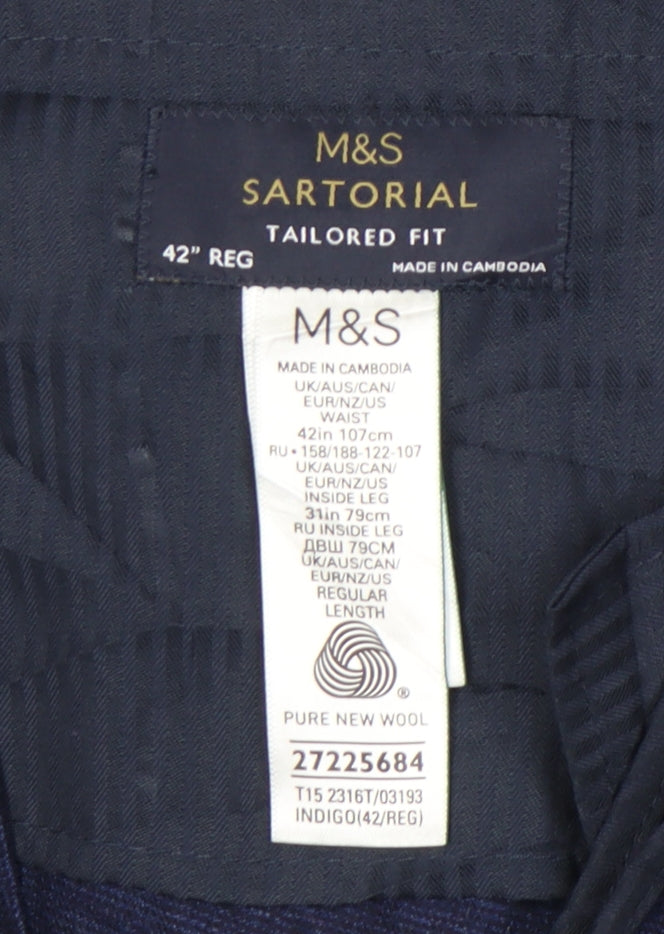 M&S
SARTORIAL
TAILORED FIT
42" REG
MADE IN CAMBODIA
M&S
MADE IN CAMBODIA
UK/AUS/CAN/
EUR/NZ/US
WAIST
42in 107cm
RU • 158/188-122-107
UK/AUS/CAN/
EUR/NZ/US
INSIDE LEG
31in 79cm
RU INSIDE LEG
ДВШ 79СМ
UK/AUS/CAN/
EUR/NZ/US
REGULAR
LENGTH
®
PURE NEW WOOL
27225684
T15 2316T/03193
INDIGO(42/REG)